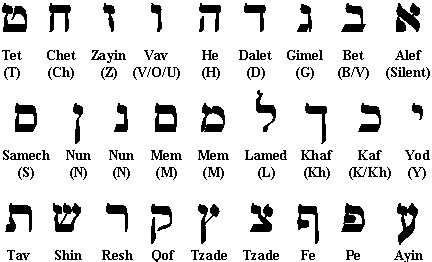 א ב ג ד ה ו ז ח ט
Tet Chet Zayin Vav He Dalet Gimel Bet Alef
(T) (Ch) (Z) (V/O/U) (H) (D) (G) (B/V) (Silent)
י כ ך ל מ ם נ ן ס
Samech Nun Nun Mem Mem Lamed Khaf Kaf Yod
(S) (N) (N) (M) (M) (L) (Kh) (K/Kh) (Y)
ע פ ף צ ץ ק ר ש ת
Tav Shin Resh Qof Tzade Tzade Fe Pe Ayin